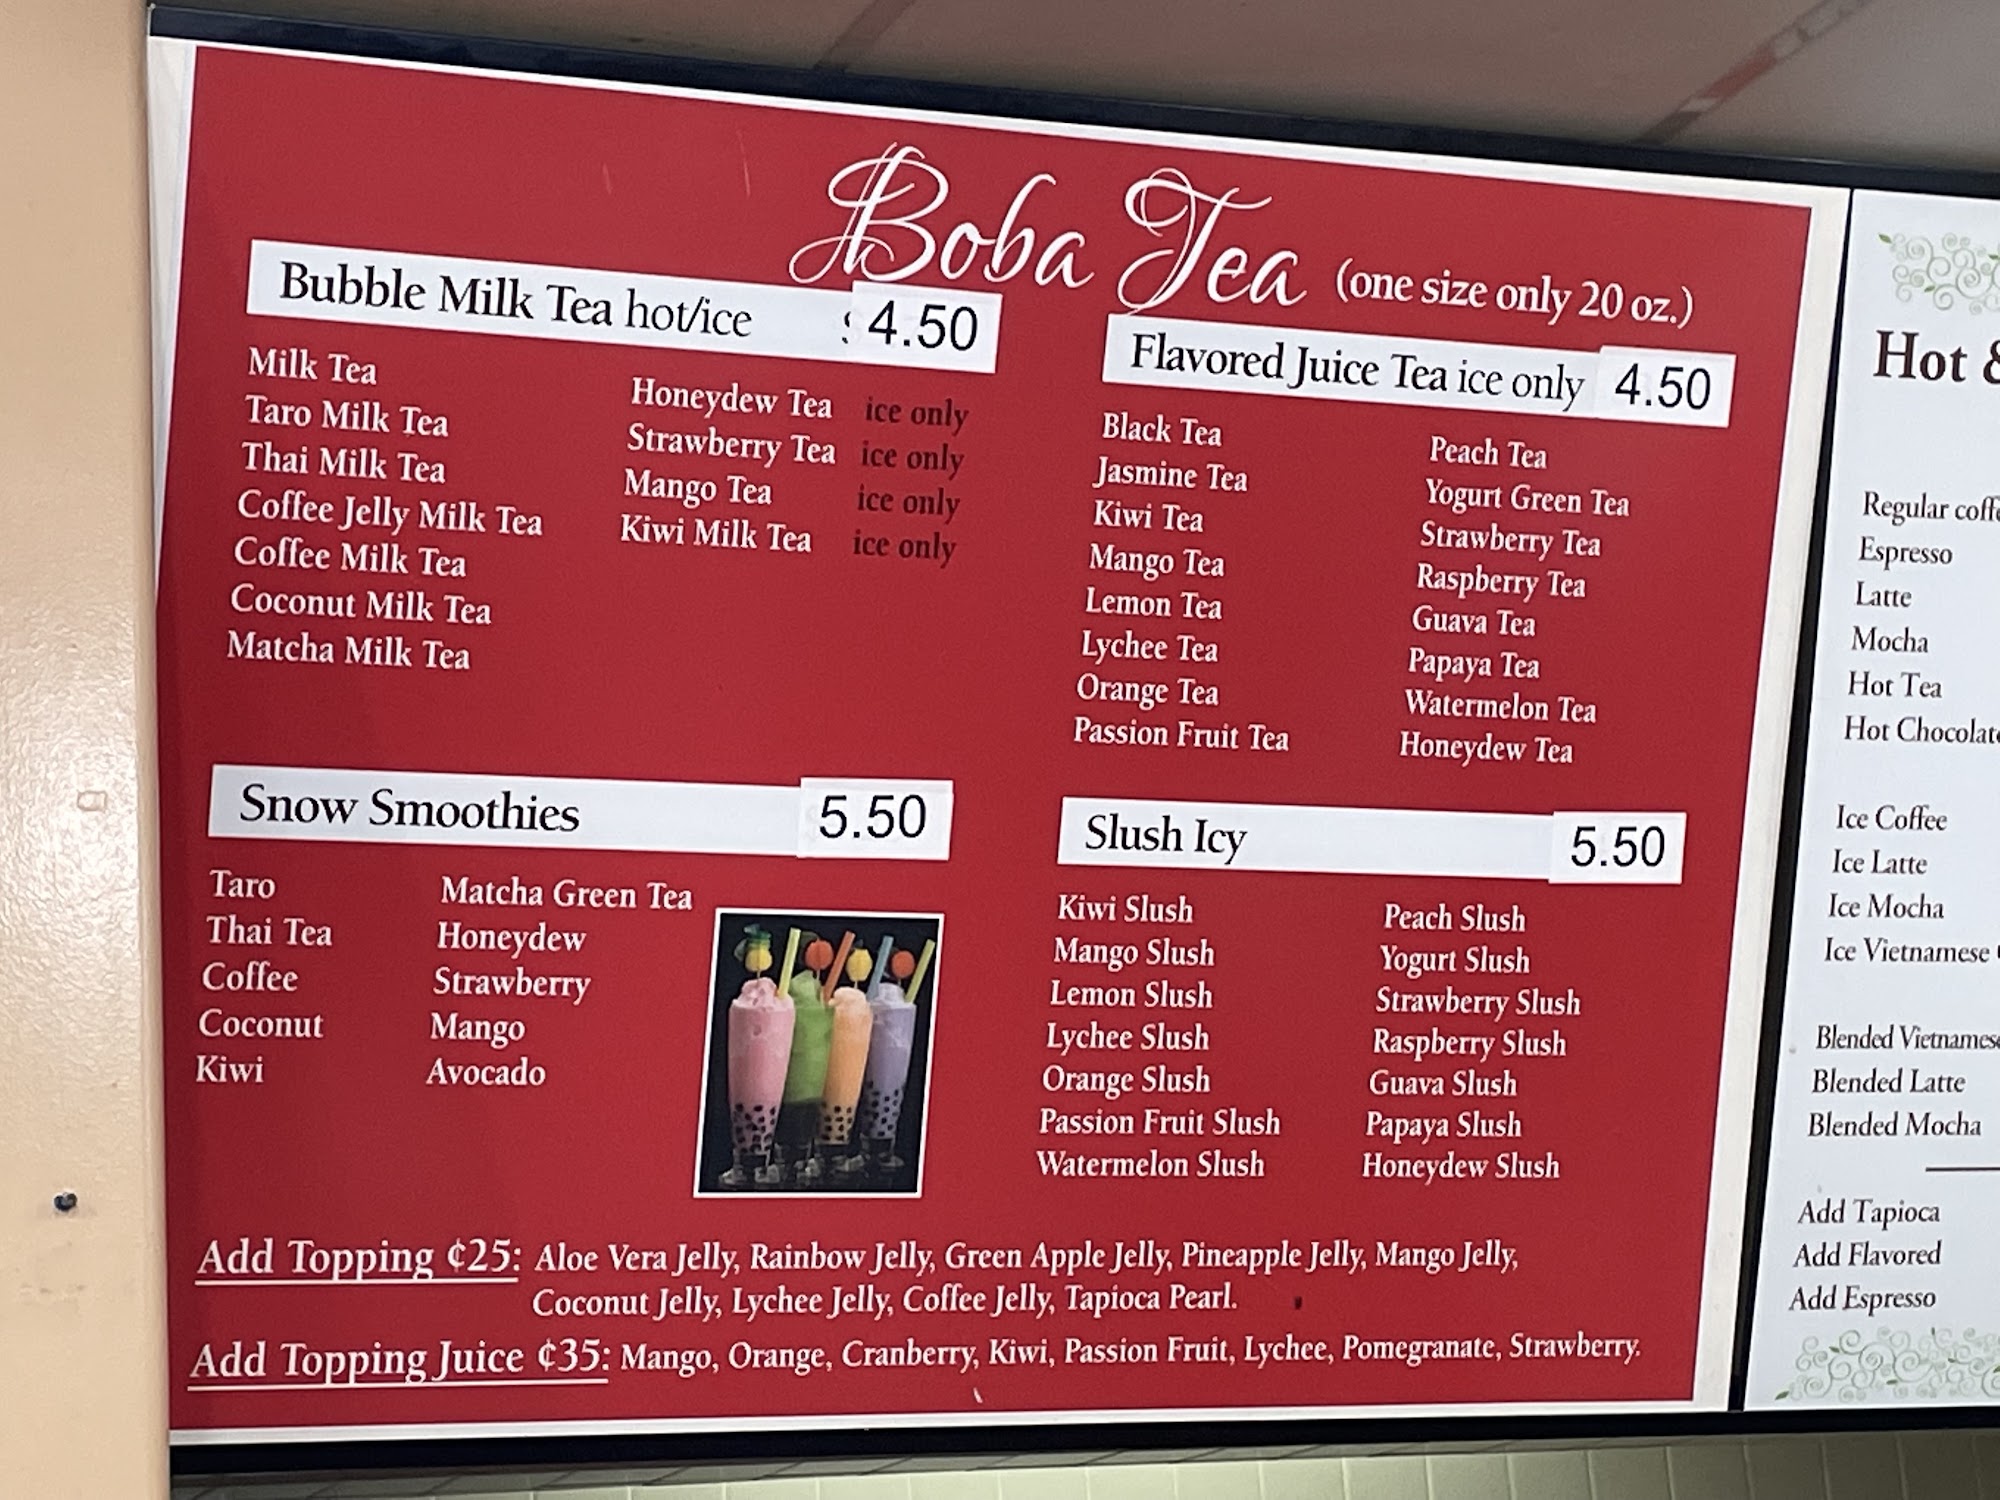 Boba Tea (one size only 20 oz.)
Bubble Milk Tea hot/ice $4.50
Milk Tea
Taro Milk Tea
Thai Milk Tea
Coffee Jelly Milk Tea
Coffee Milk Tea
Coconut Milk Tea
Matcha Milk Tea
Honeydew Tea ice only
Strawberry Tea ice only
Mango Tea ice only
Kiwi Milk Tea ice only
Flavored Juice Tea ice only 4.50
Black Tea
Jasmine Tea
Kiwi Tea
Mango Tea
Lemon Tea
Lychee Tea
Orange Tea
Passion Fruit Tea
Peach Tea
Yogurt Green Tea
Strawberry Tea
Raspberry Tea
Guava Tea
Papaya Tea
Watermelon Tea
Honeydew Tea
Snow Smoothies 5.50
Taro
Thai Tea
Coffee
Coconut
Kiwi
Matcha Green Tea
Honeydew
Strawberry
Mango
Avocado
Slush Icy 5.50
Kiwi Slush
Mango Slush
Lemon Slush
Lychee Slush
Orange Slush
Passion Fruit Slush
Watermelon Slush
Peach Slush
Yogurt Slush
Strawberry Slush
Raspberry Slush
Guava Slush
Papaya Slush
Honeydew Slush
Add Topping ¢25: Aloe Vera Jelly, Rainbow Jelly, Green Apple Jelly, Pineapple Jelly, Mango Jelly,
Coconut Jelly, Lychee Jelly, Coffee Jelly, Tapioca Pearl.
Add Topping Juice ¢35: Mango, Orange, Cranberry, Kiwi, Passion Fruit, Lychee, Pomegranate, Strawberry.
Hot &
Regular
Espresso
Latte
Mocha
Hot Tea
Hot
Ice Coffee
Ice Latte
Ice Mocha
Ice Vietnamese
Blended
Blended Latte
Blended Mocha
Add Tapioca
Add Flavored
Add Espresso